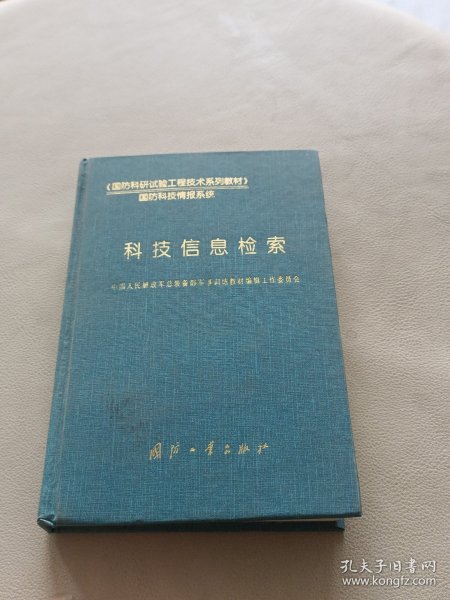 《国防科研试验工程技术系列教材》
国防科技情报系统
科技信息检索
中国人民解放军总装备部军事训练教材编辑工作委员会
国防工业出版社
孔夫子旧书网
www.kongfz.com